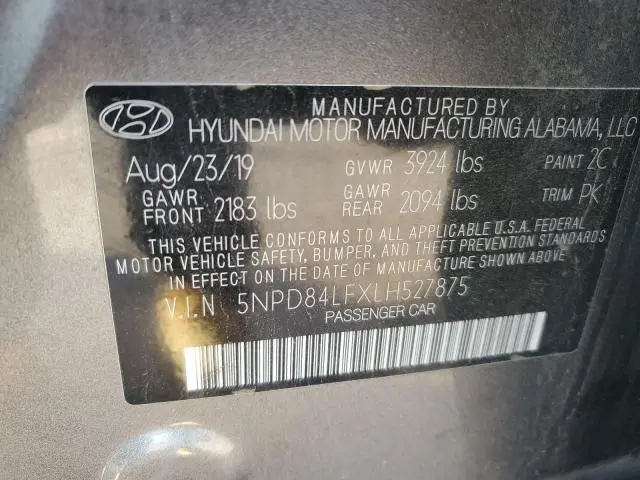 MANUFACTURED BY
HYUNDAI MOTOR MANUFACTURING ALABAMA, LLC
Aug/23/19 GVWR 3924 lbs PAINT 2C
GAWR FRONT 2183 lbs GAWR REAR 2094 lbs TRIM PK
THIS VEHICLE CONFORMS TO ALL APPLICABLE U.S.A. FEDERAL
MOTOR VEHICLE SAFETY, BUMPER, AND THEFT PREVENTION STANDARDS
IN EFFECT ON THE DATE OF MANUFACTURE SHOWN ABOVE.
V.I.N 5NPD84LFXLH527875
PASSENGER CAR